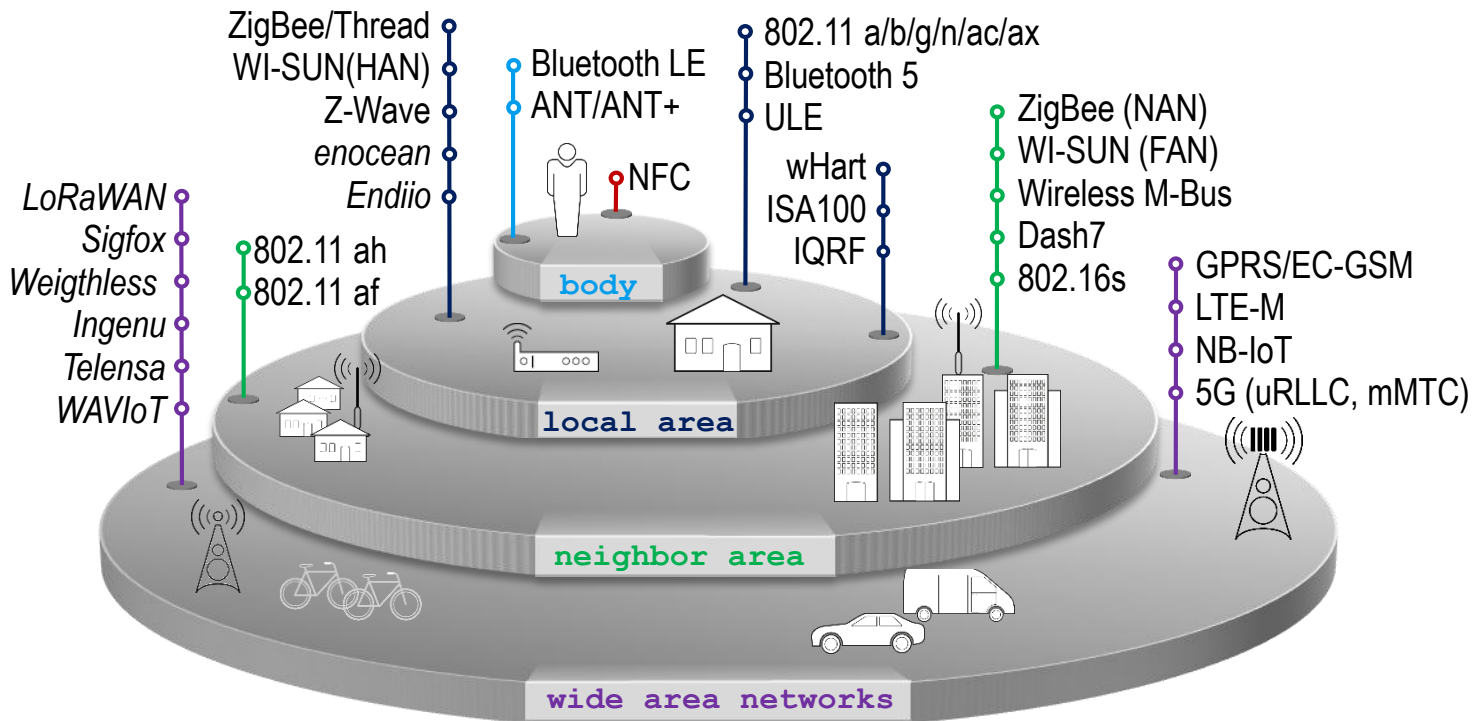 ZigBee/Thread
WI-SUN(HAN)
Z-Wave
enocean
Endiio
Bluetooth LE
ANT/ANT+
NFC
802.11 a/b/g/n/ac/ax
Bluetooth 5
ULE
wHart
ISA100
IQRF
ZigBee (NAN)
WI-SUN (FAN)
Wireless M-Bus
Dash7
802.16s
LoRaWAN
Sigfox
Weigthless
Ingenu
Telensa
WAVIoT
802.11 ah
802.11 af
GPRS/EC-GSM
LTE-M
NB-IoT
5G (uRLLC, mMTC)
body
local area
neighbor area
wide area networks